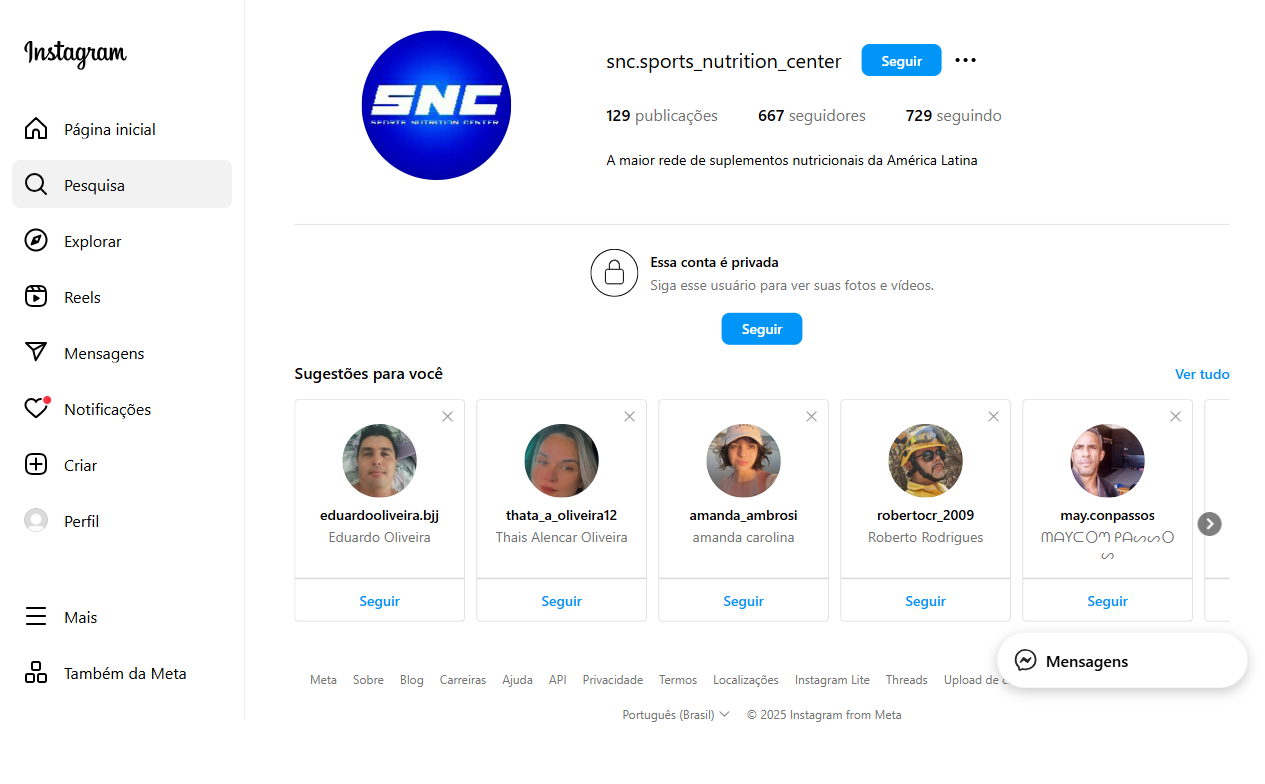 Instagram
Página inicial
Pesquisa
Explorar
Reels
Mensagens
Notificações
Criar
Perfil
Mais
Também da Meta
SNC
SPORTS NUTRITION CENTER
snc.sports_nutrition_center Seguir
129 publicações 667 seguidores 729 seguindo
A maior rede de suplementos nutricionais da América Latina
Essa conta é privada
Siga esse usuário para ver suas fotos e vídeos.
Seguir
Sugestões para você Ver tudo
eduardooliveira.bjj
Eduardo Oliveira
Seguir
thata_a_oliveira12
Thais Alencar Oliveira
Seguir
amanda_ambrosi
amanda carolina
Seguir
robertocr_2009
Roberto Rodrigues
Seguir
may.conpassos
ᗰᗩYᑕOᗰ ᑭᗩᔕᔕO
ᔕ
Seguir
Mensagens
Meta Sobre Blog Carreiras Ajuda API Privacidade Termos Localizações Instagram Lite Threads Upload de
Português (Brasil) © 2025 Instagram from Meta